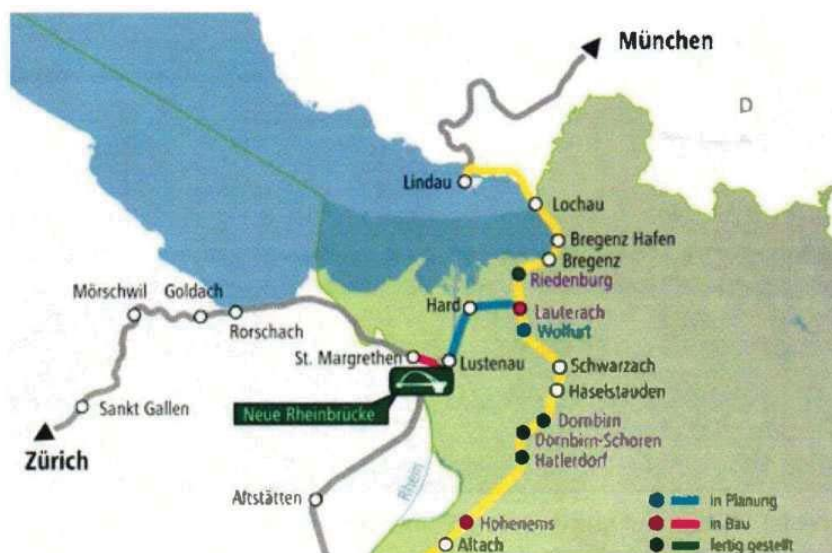 München
D
Lindau
Lochau
Bregenz Hafen
Bregenz
Riedenburg
Mörschwil
Goldach
Hard
Lauterach
Rorschach
Wolfurt
St. Margrethen
Lustenau
Schwarzach
Haselstauden
Sankt Gallen
Neue Rheinbrücke
Dornbirn
Dornbirn-Schoren
Zürich
Hatlerdorf
Altstätten
Rhein
in Planung
Hohenems
in Bau
Altach
fertig gestellt